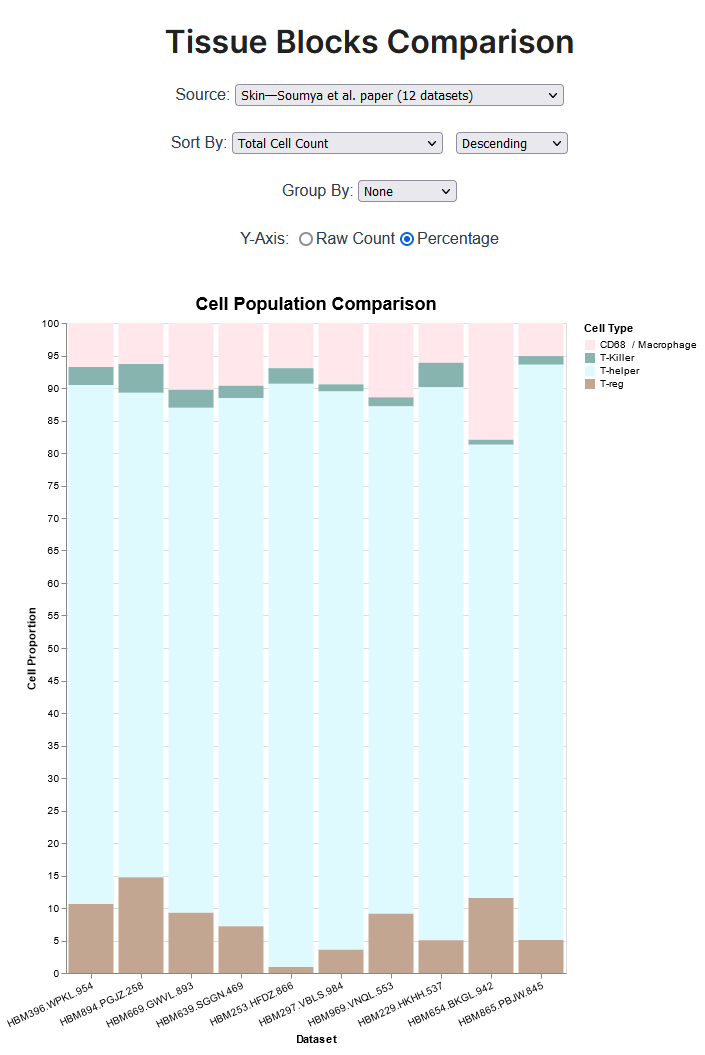 Tissue Blocks Comparison
Source: Skin—Soumya et al. paper (12 datasets)
Sort By: Total Cell Count Descending
Group By: None
Y-Axis: Raw Count Percentage
Cell Population Comparison
100
95
90
85
80
75
70
65
60
55
50
45
40
35
30
25
20
15
10
5
0
Cell Proportion
HBM396.WPKL.954
HBM894.PGJZ.258
HBM669.GWVL.893
HBM639.SGGN.469
HBM253.HFDZ.866
HBM297.VBLS.984
HBM969.VNQL.553
HBM229.HKHH.537
HBM654.BKGL.942
HBM865.PBJW.845
Dataset
Cell Type
CD68 / Macrophage
T-Killer
T-helper
T-reg